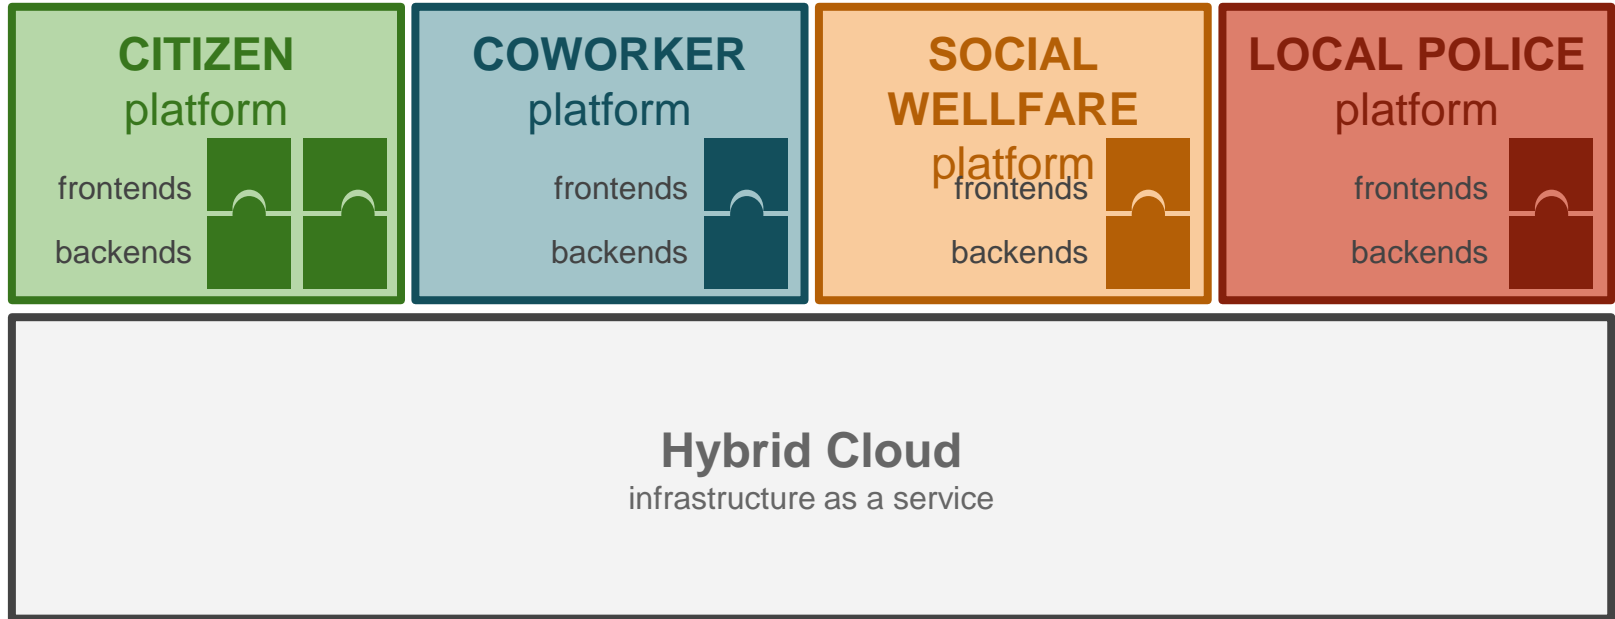 CITIZEN
platform
frontends
backends
COWORKER
platform
frontends
backends
SOCIAL
WELLFARE
platform
frontends
backends
LOCAL POLICE
platform
frontends
backends
Hybrid Cloud
infrastructure as a service